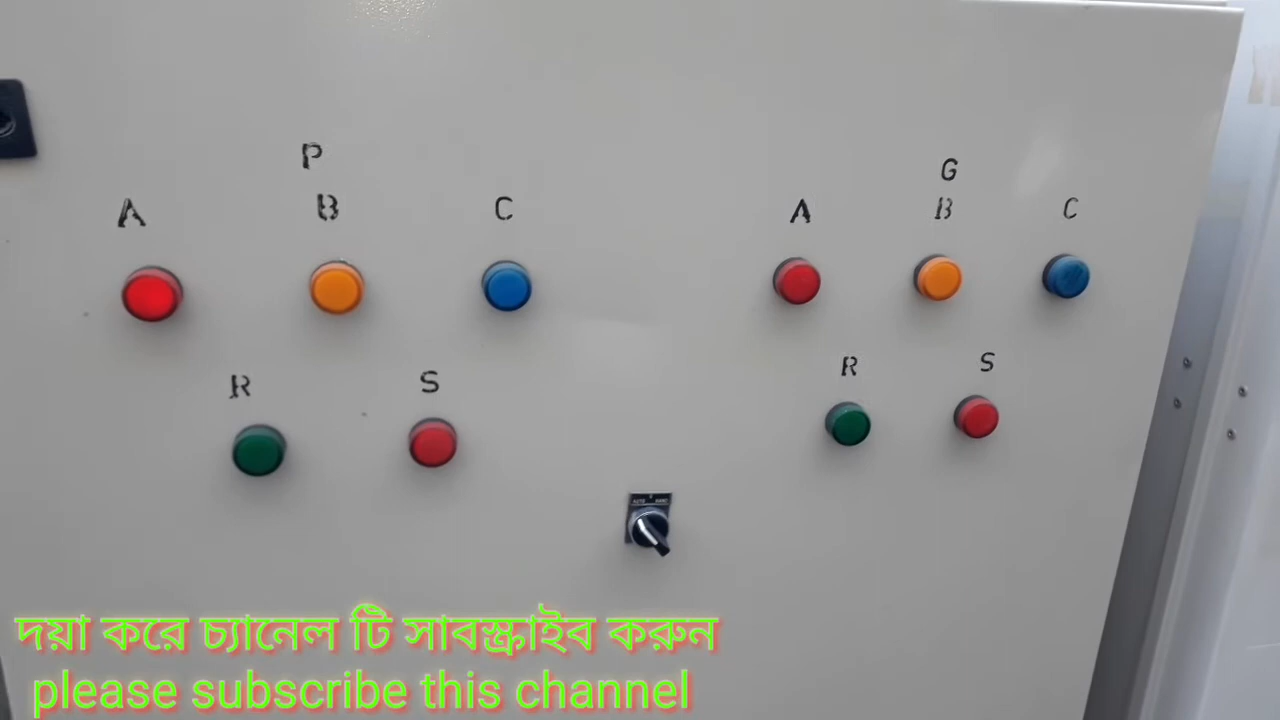 P
G
A B C
A B C
R S
R S
দয়া করে চ্যানেল টি সাবস্ক্রাইব করুন
please subscribe this channel